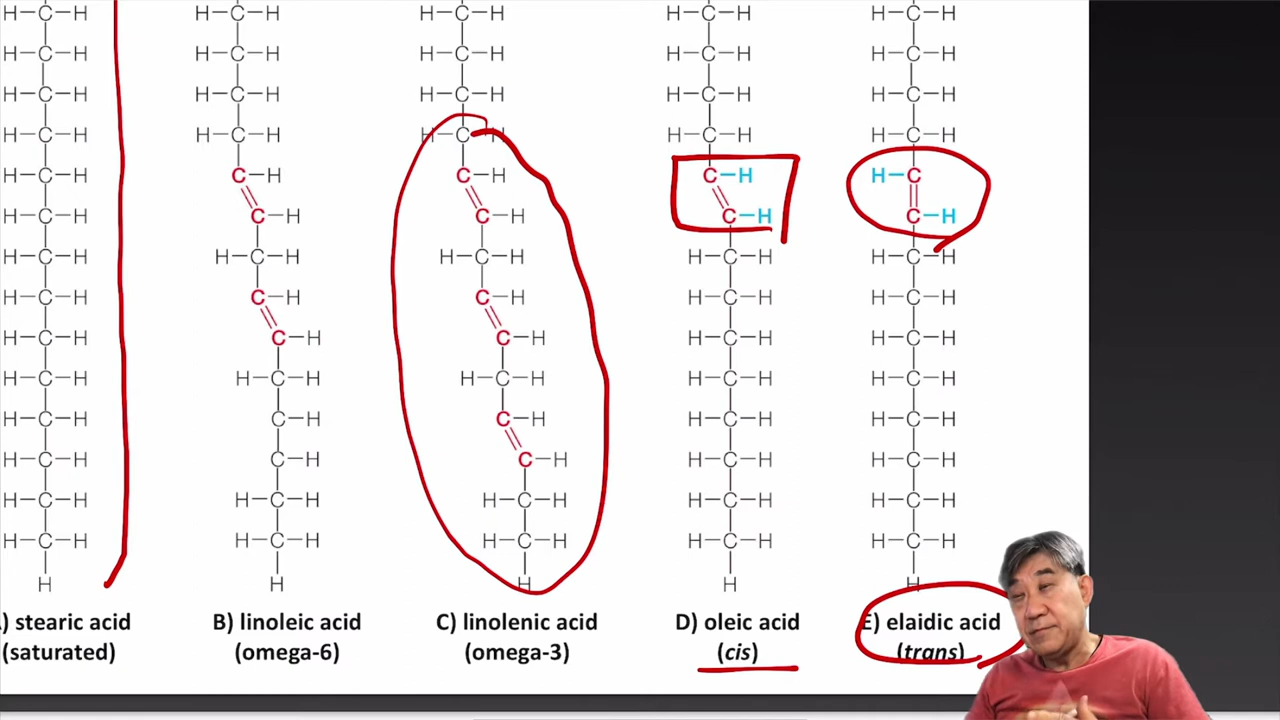 H-C-H H-C-H H-C-H H-C-H H-C-H
H-C-H H-C-H H-C-H H-C-H H-C-H
H-C-H H-C-H H-C-H H-C-H H-C-H
H-C-H H-C-H H-C-H H-C-H H-C-H
H-C-H C-H C-H C-H H-C
H-C-H C-H C-H C-H C-H
H-C-H H-C-H H-C-H H-C-H H-C-H
H-C-H C-H C-H H-C-H H-C-H
H-C-H C-H C-H H-C-H H-C-H
H-C-H H-C-H H-C-H H-C-H H-C-H
H-C-H C-H C-H H-C-H H-C-H
H-C-H C-H C-H H-C-H H-C-H
H-C-H H-C-H H-C-H H-C-H H-C-H
H-C-H H-C-H H-C-H H-C-H H-C-H
H H H H H
) stearic acid B) linoleic acid C) linolenic acid D) oleic acid E) elaidic acid
(saturated) (omega-6) (omega-3) (cis) (trans)